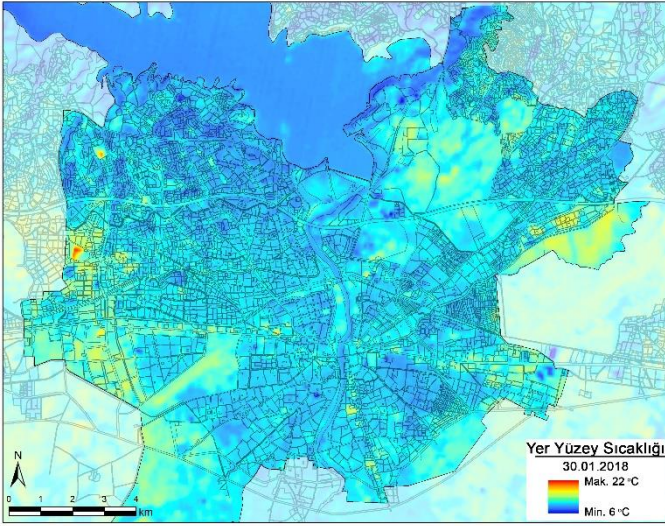 Yer Yüzey Sıcaklığı
30.01.2018
Mak. 22 °C
Min. 6 °C
N
0 1 2 3 4
km